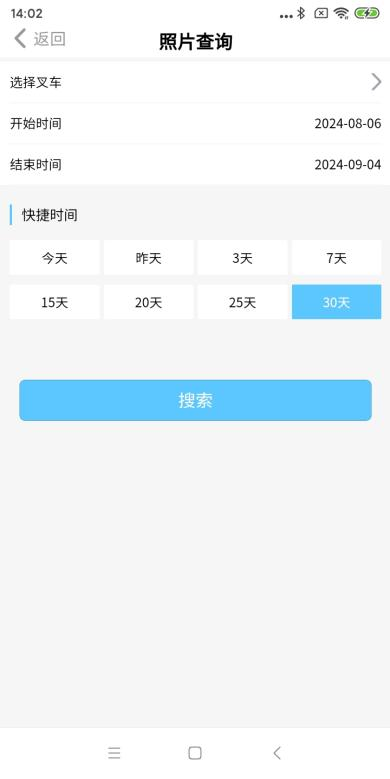 14:02
返回
照片查询
选择叉车
开始时间 2024-08-06
结束时间 2024-09-04
快捷时间
今天 昨天 3天 7天
15天 20天 25天 30天
搜索